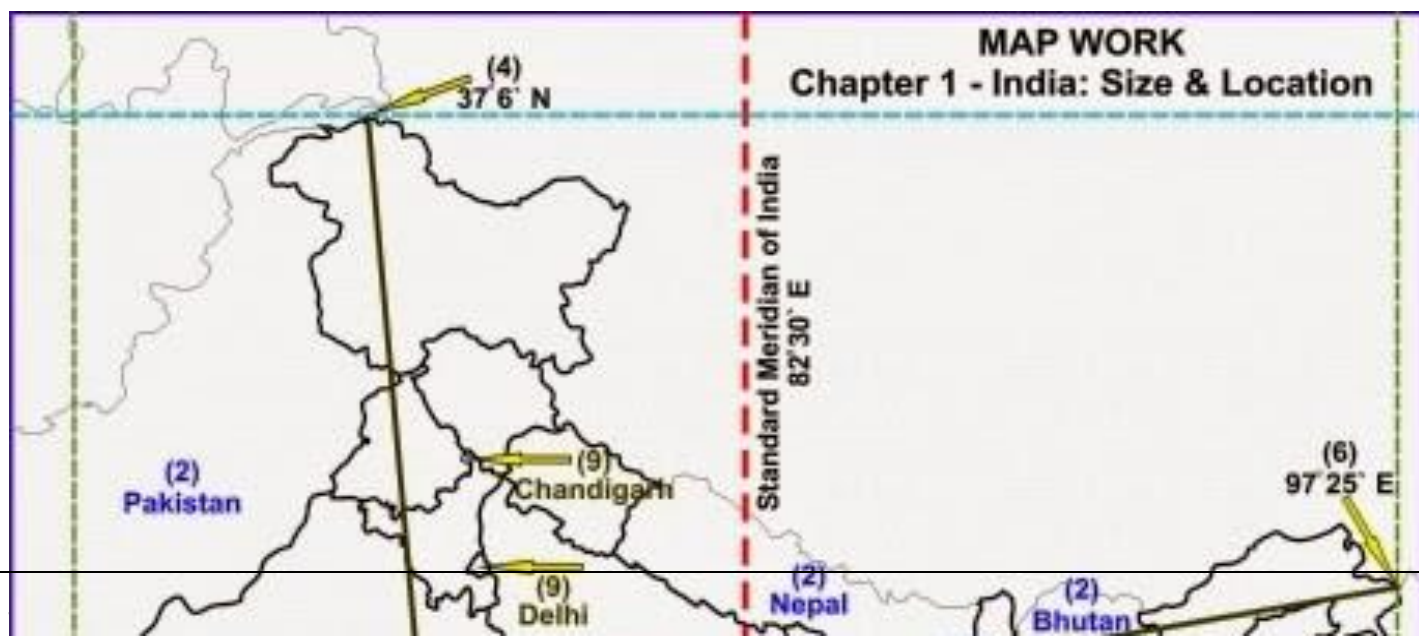 MAP WORK
Chapter 1 - India: Size & Location
(4)
37˙6` N
Standard Meridian of India
82˙30` E
(2)
Pakistan
(9)
Chandigarh
(6)
97˙25` E
(9)
Delhi
(2)
Nepal
(2)
Bhutan